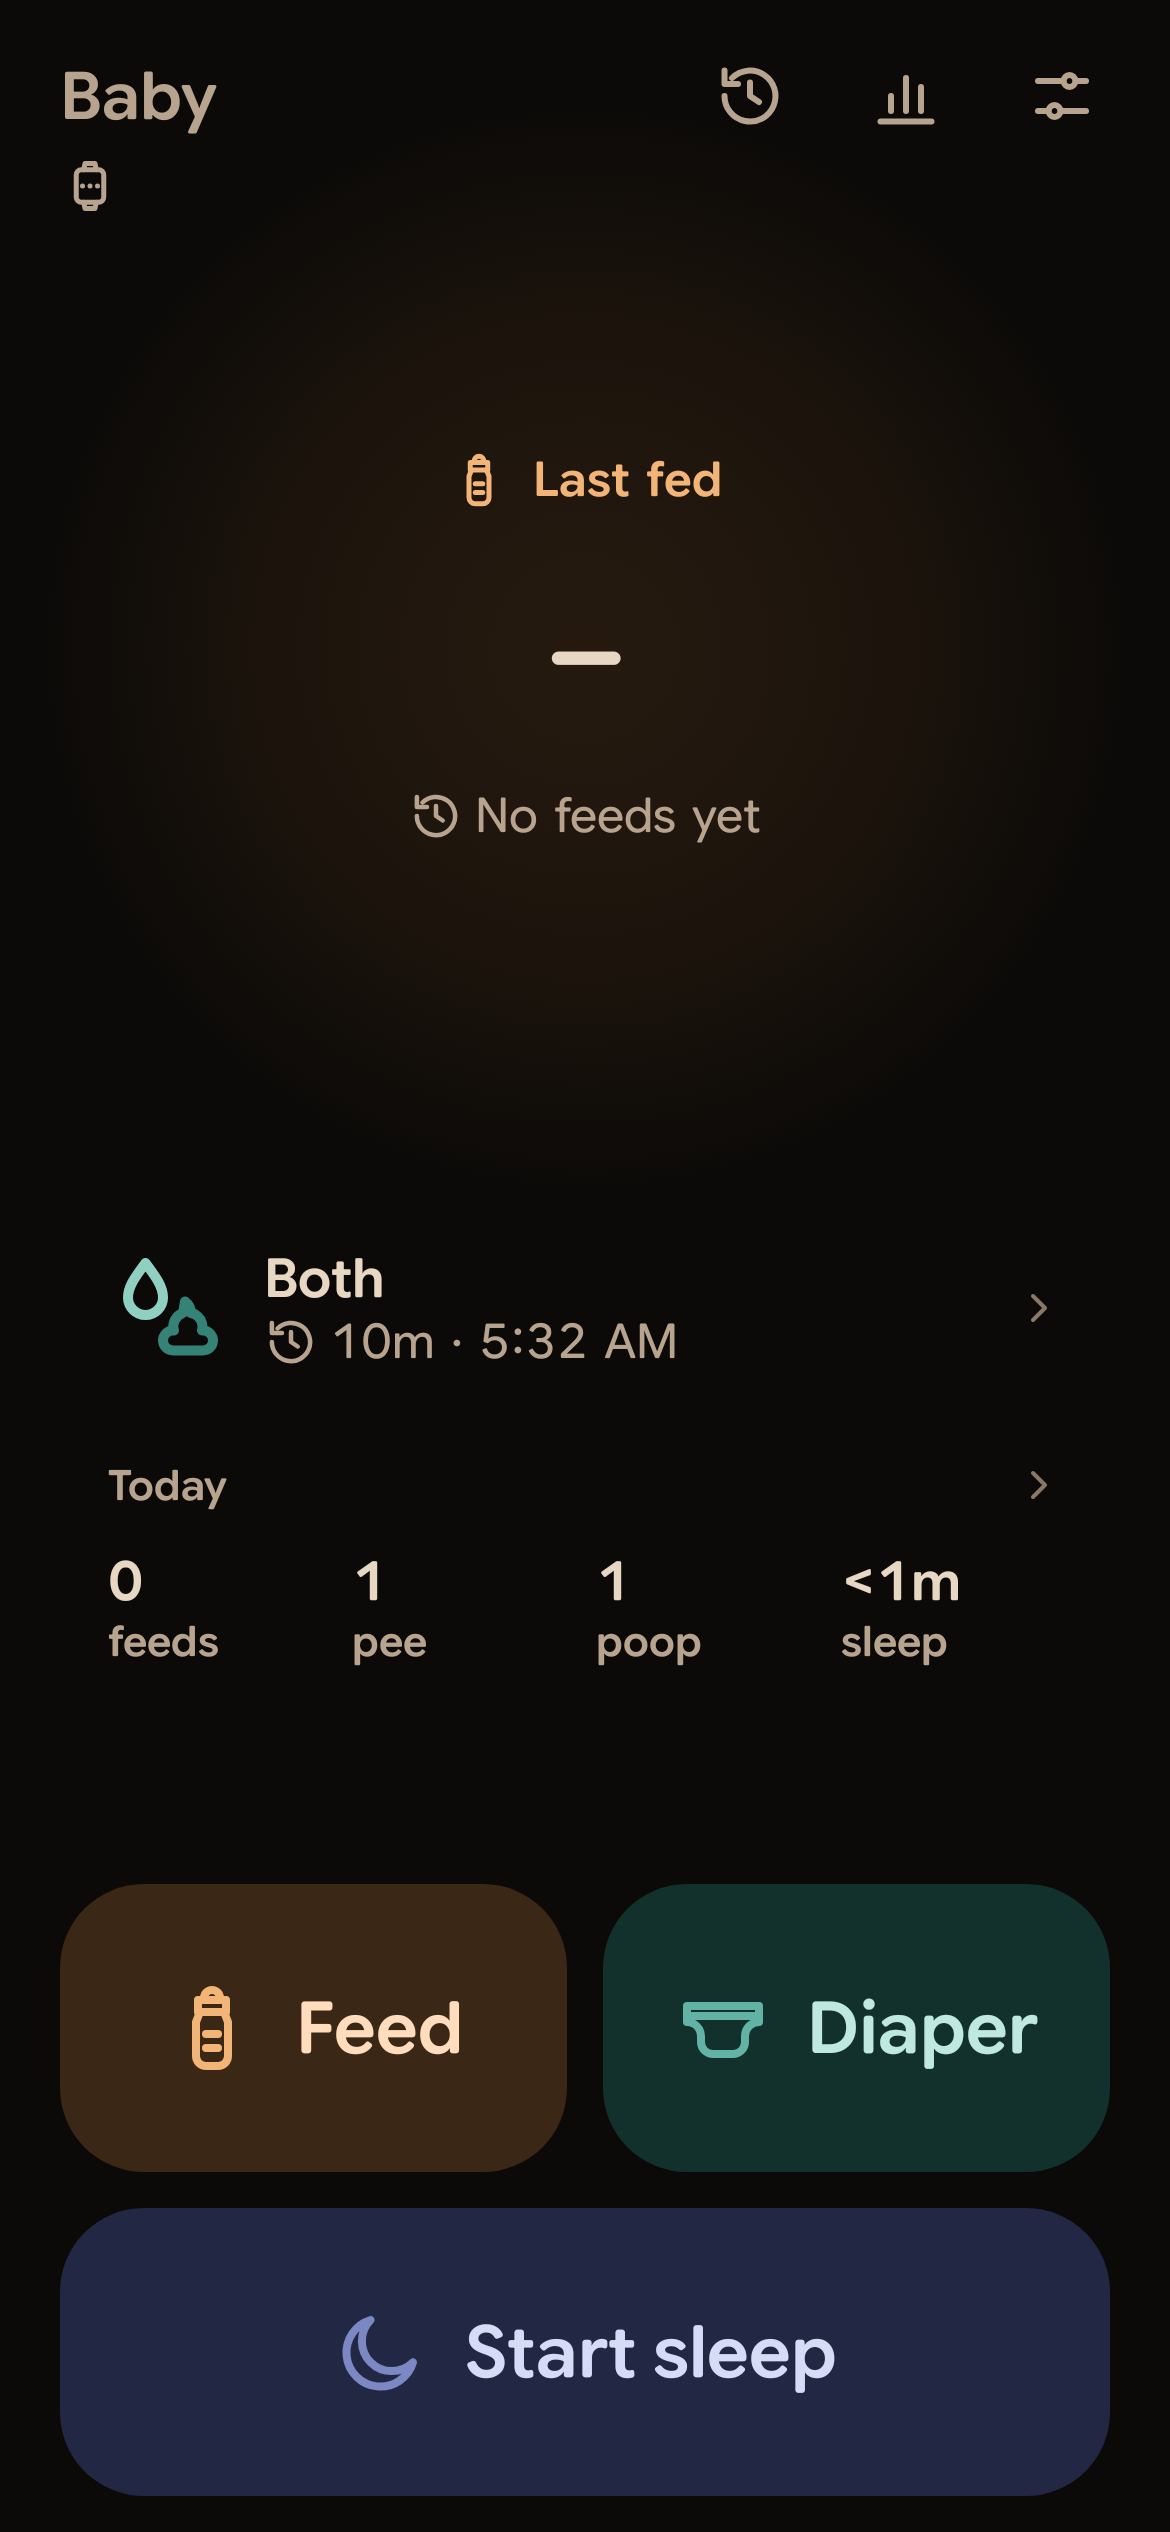 Baby
Last fed
–
No feeds yet
Both
10m · 5:32 AM
Today
0 1 1 <1m
feeds pee poop sleep
Feed Diaper
Start sleep